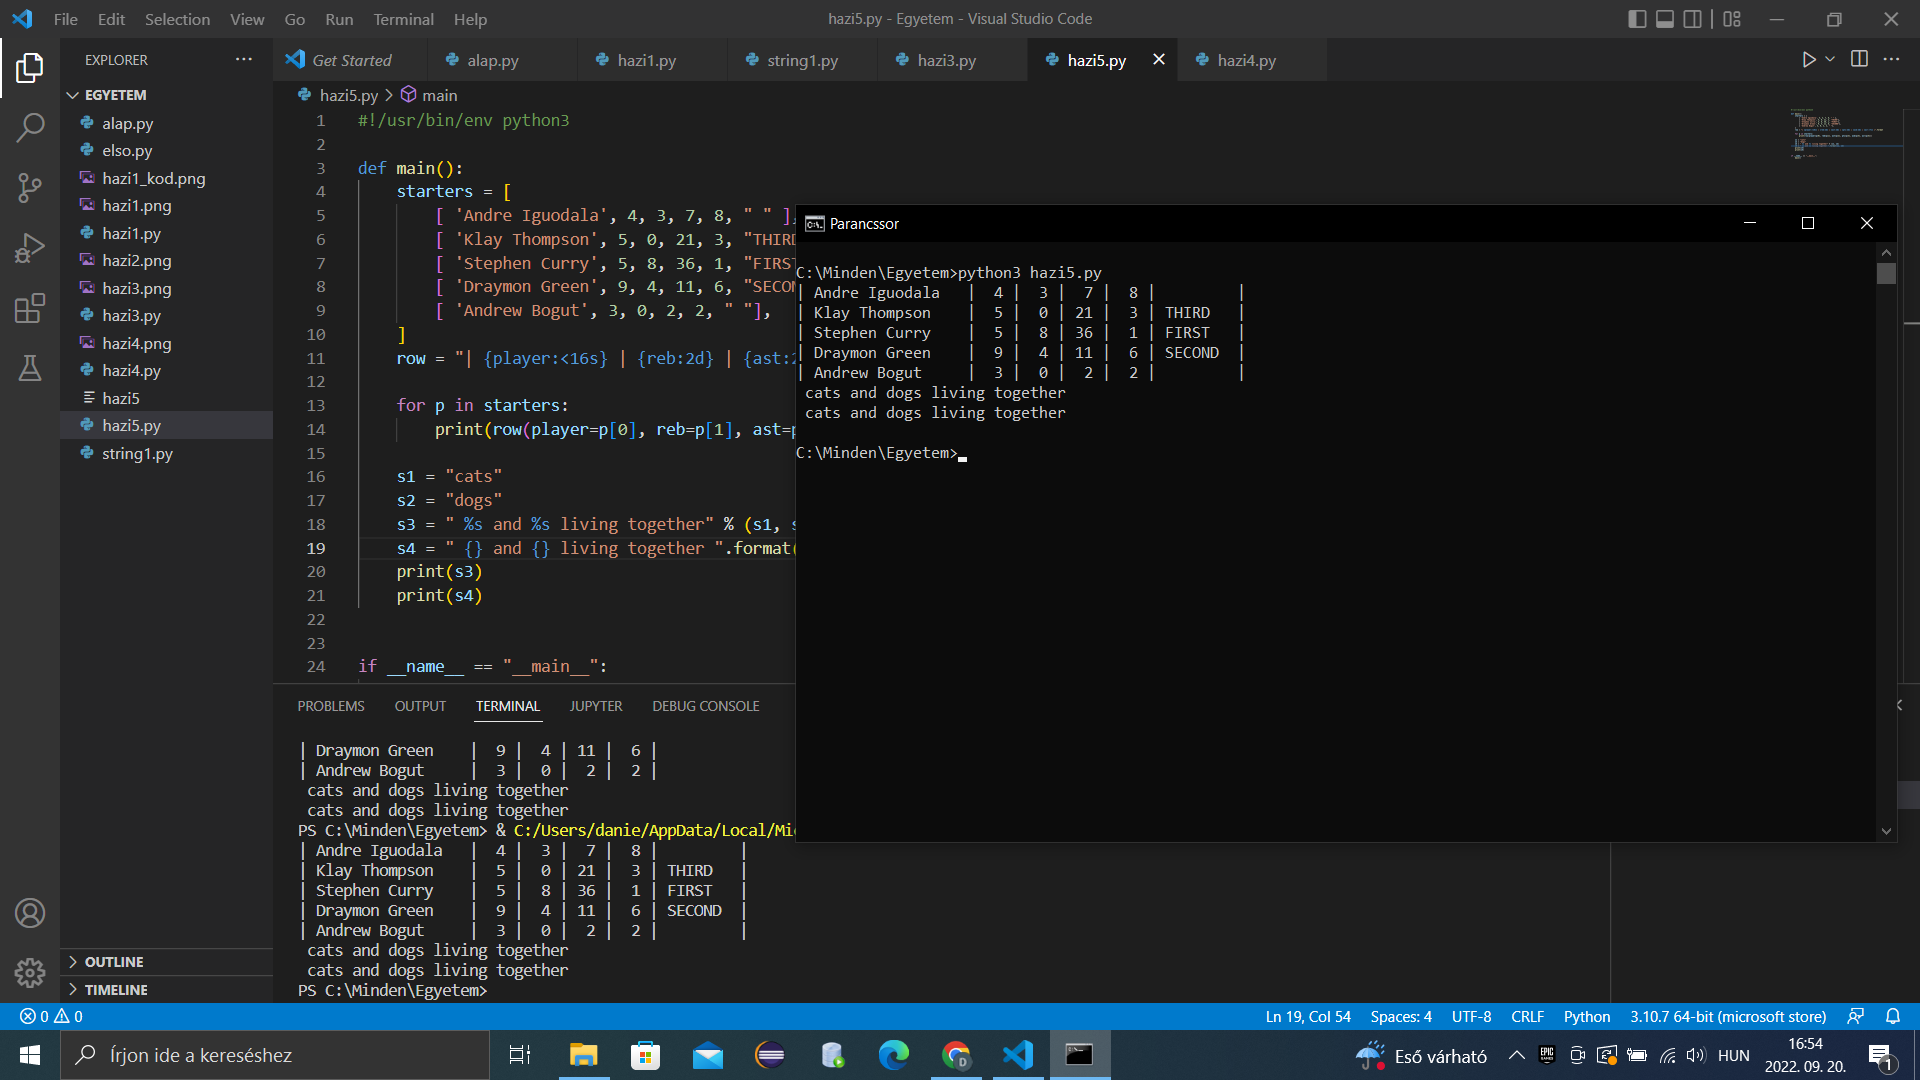 File Edit Selection View Go Run Terminal Help
hazi5.py - Egyetem - Visual Studio Code
EXPLORER
Get Started
alap.py
hazi1.py
string1.py
hazi3.py
hazi5.py
hazi4.py
EGYETEM
alap.py
elso.py
hazi1_kod.png
hazi1.png
hazi1.py
hazi2.png
hazi3.png
hazi3.py
hazi4.png
hazi4.py
hazi5
hazi5.py
string1.py
OUTLINE
TIMELINE
hazi5.py > main
1 #!/usr/bin/env python3
2
3 def main():
4 starters = [
5 [ 'Andre Iguodala', 4, 3, 7, 8, " " ],
6 [ 'Klay Thompson', 5, 0, 21, 3, "THIRD
7 [ 'Stephen Curry', 5, 8, 36, 1, "FIRST
8 [ 'Draymon Green', 9, 4, 11, 6, "SECON
9 [ 'Andrew Bogut', 3, 0, 2, 2, " "],
10 ]
11 row = "| {player:<16s} | {reb:2d} | {ast:2
12
13 for p in starters:
14 print(row(player=p[0], reb=p[1], ast=p
15
16 s1 = "cats"
17 s2 = "dogs"
18 s3 = " %s and %s living together" % (s1, s
19 s4 = " {} and {} living together ".format(
20 print(s3)
21 print(s4)
22
23
24 if __name__ == "__main__":
Parancssor
C:\Minden\Egyetem>python3 hazi5.py
| Andre Iguodala | 4 | 3 | 7 | 8 | |
| Klay Thompson | 5 | 0 | 21 | 3 | THIRD |
| Stephen Curry | 5 | 8 | 36 | 1 | FIRST |
| Draymon Green | 9 | 4 | 11 | 6 | SECOND |
| Andrew Bogut | 3 | 0 | 2 | 2 | |
cats and dogs living together
cats and dogs living together
C:\Minden\Egyetem>
PROBLEMS OUTPUT TERMINAL JUPYTER DEBUG CONSOLE
| Draymon Green | 9 | 4 | 11 | 6 |
| Andrew Bogut | 3 | 0 | 2 | 2 |
cats and dogs living together
cats and dogs living together
PS C:\Minden\Egyetem> & C:/Users/danie/AppData/Local/Mi
| Andre Iguodala | 4 | 3 | 7 | 8 | |
| Klay Thompson | 5 | 0 | 21 | 3 | THIRD |
| Stephen Curry | 5 | 8 | 36 | 1 | FIRST |
| Draymon Green | 9 | 4 | 11 | 6 | SECOND |
| Andrew Bogut | 3 | 0 | 2 | 2 | |
cats and dogs living together
cats and dogs living together
PS C:\Minden\Egyetem>
0 0
Ln 19, Col 54 Spaces: 4 UTF-8 CRLF Python 3.10.7 64-bit (microsoft store)
Írjon ide a kereséshez
Eső várható
HUN
16:54
2022. 09. 20.
1